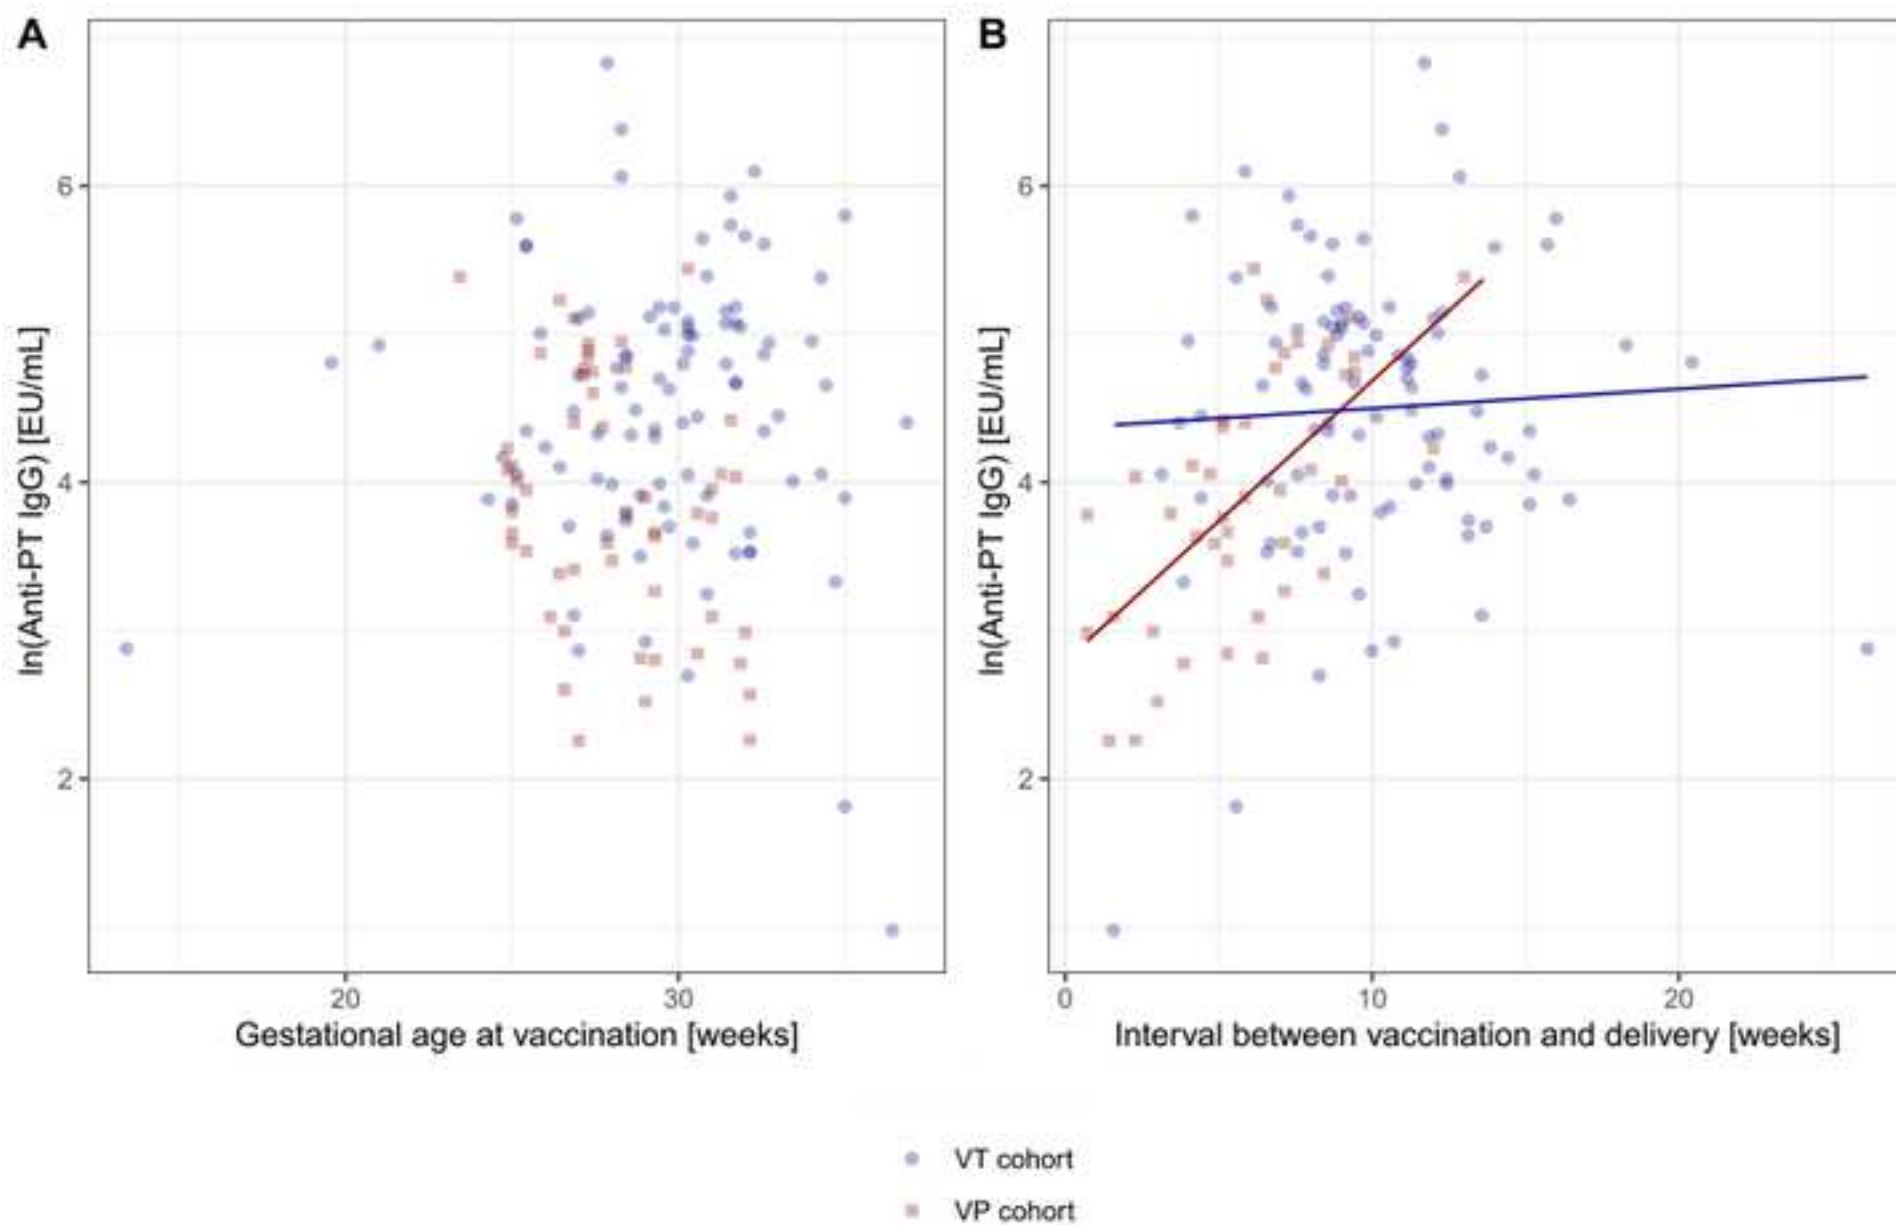 A
B
ln(Anti-PT IgG) [EU/mL]
6
4
2
20
30
Gestational age at vaccination [weeks]
ln(Anti-PT IgG) [EU/mL]
6
4
2
0
10
20
Interval between vaccination and delivery [weeks]
VT cohort
VP cohort